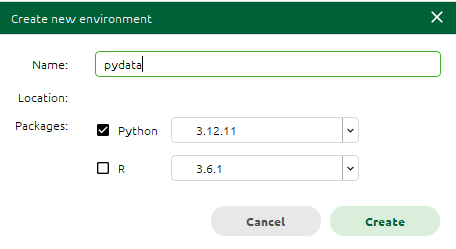 Create new environment
Name: pydata
Location:
Packages: Python 3.12.11
R 3.6.1
Cancel Create